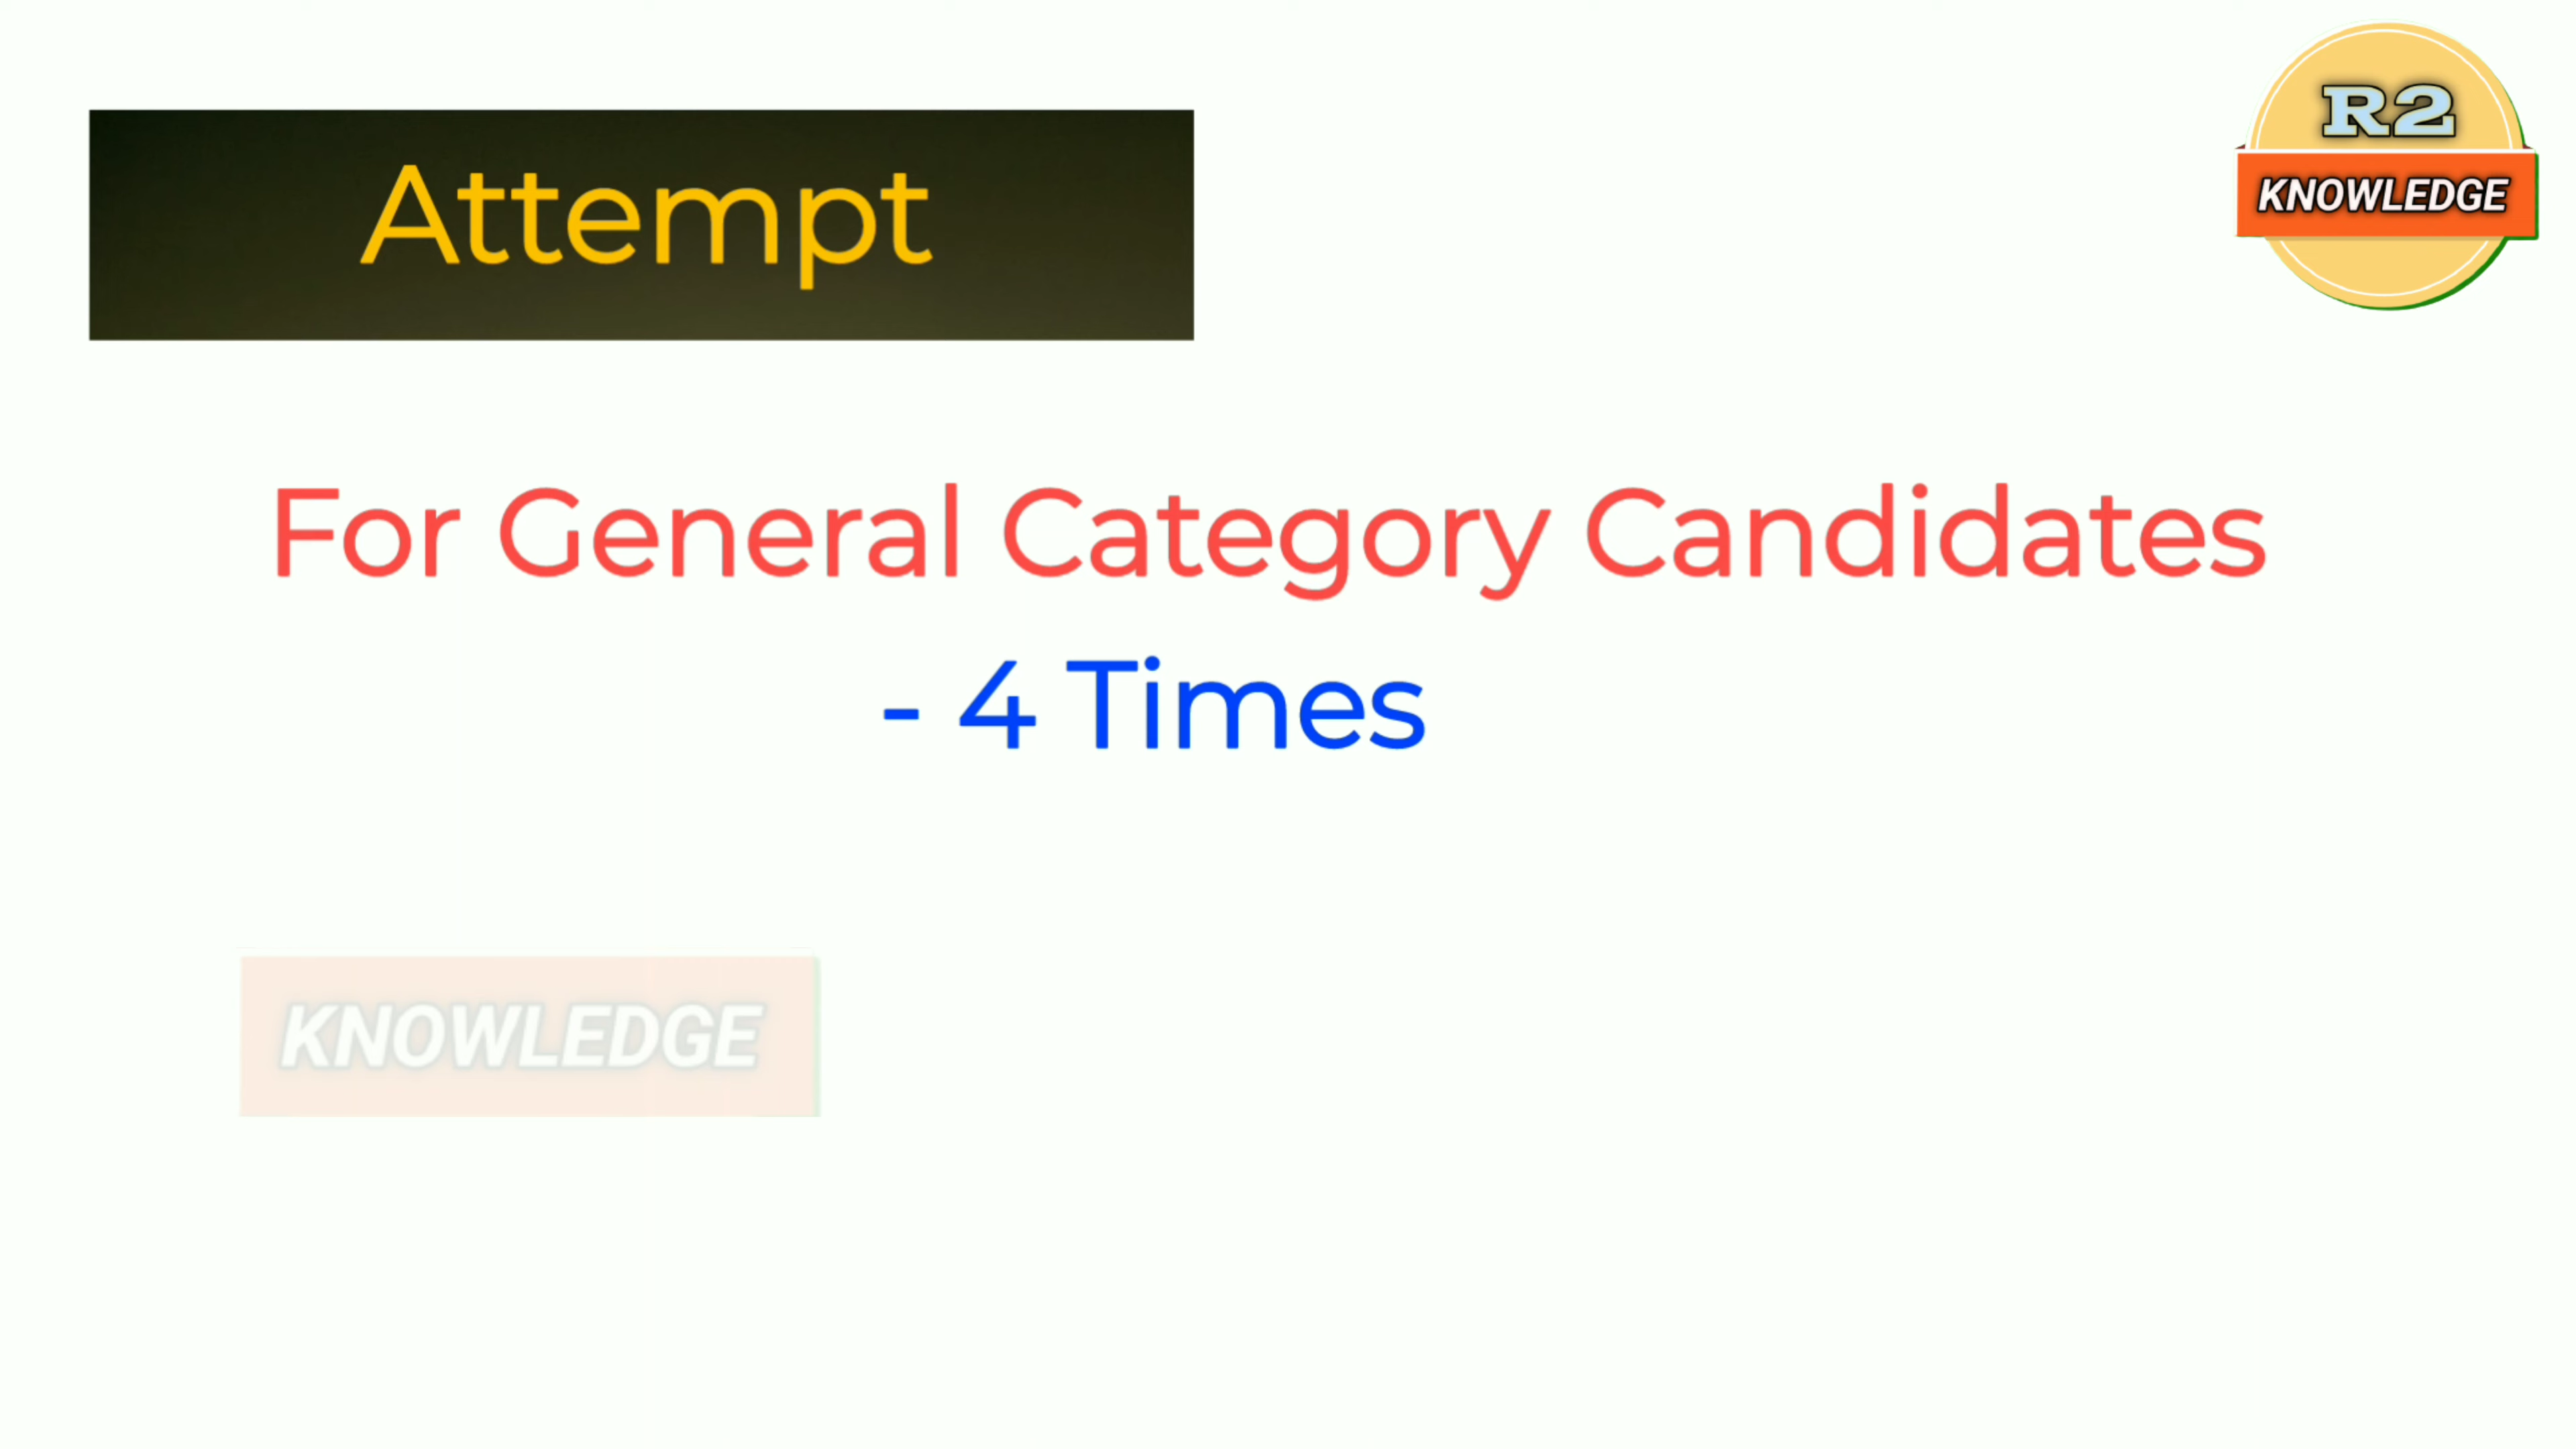 R2
KNOWLEDGE
Attempt
For General Category Candidates
- 4 Times
KNOWLEDGE